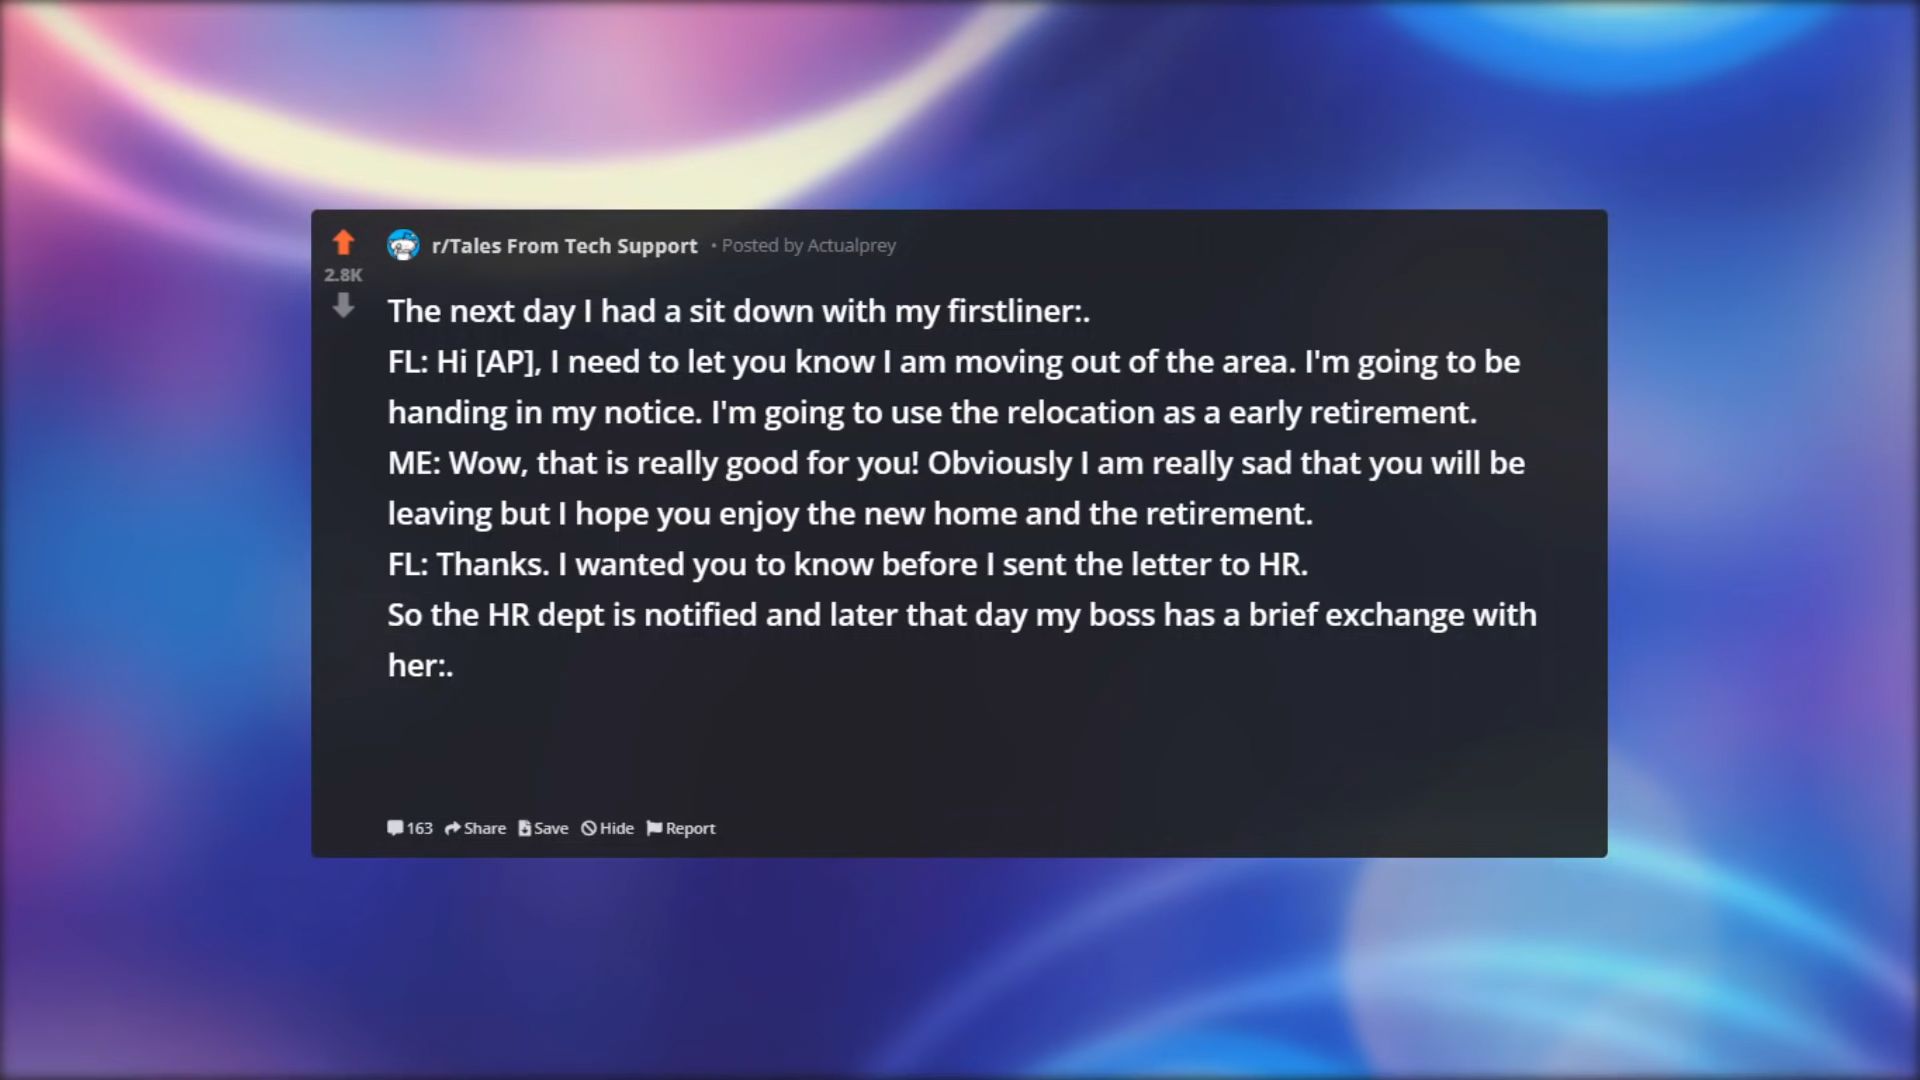 r/Tales From Tech Support • Posted by Actualprey
2.8K
The next day I had a sit down with my firstliner:.
FL: Hi [AP], I need to let you know I am moving out of the area. I'm going to be
handing in my notice. I'm going to use the relocation as a early retirement.
ME: Wow, that is really good for you! Obviously I am really sad that you will be
leaving but I hope you enjoy the new home and the retirement.
FL: Thanks. I wanted you to know before I sent the letter to HR.
So the HR dept is notified and later that day my boss has a brief exchange with
her:.
163 Share Save Hide Report